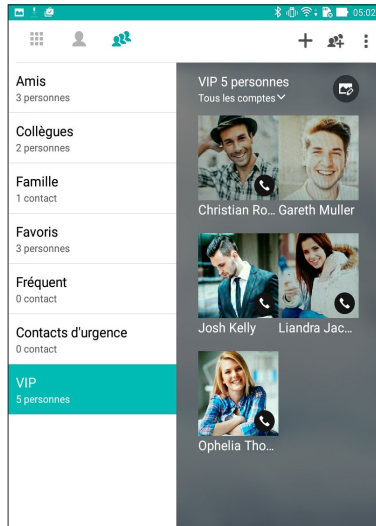 05:02
Amis
3 personnes
Collègues
2 personnes
Famille
1 contact
Favoris
3 personnes
Fréquent
0 contact
Contacts d'urgence
0 contact
VIP
5 personnes
VIP 5 personnes
Tous les comptes
Christian Ro... Gareth Muller
Josh Kelly Liandra Jac...
Ophelia Tho...